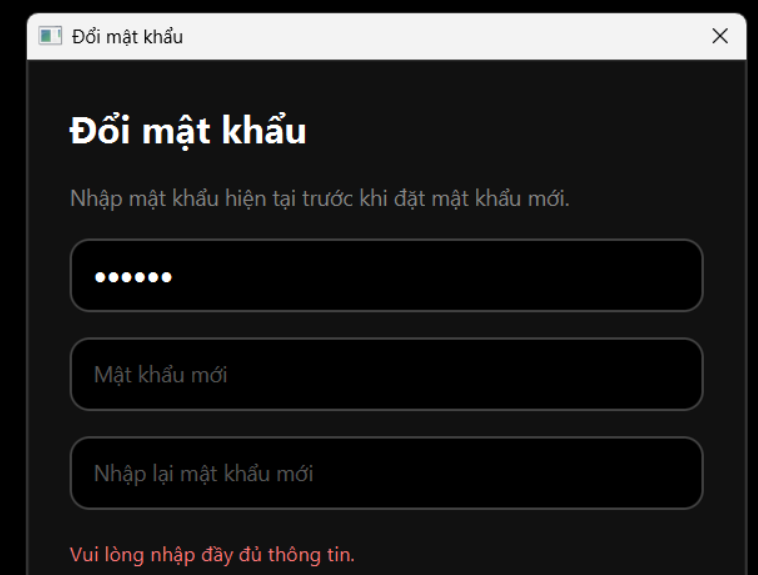 Đổi mật khẩu
Đổi mật khẩu
Nhập mật khẩu hiện tại trước khi đặt mật khẩu mới.
••••••
Mật khẩu mới
Nhập lại mật khẩu mới
Vui lòng nhập đầy đủ thông tin.